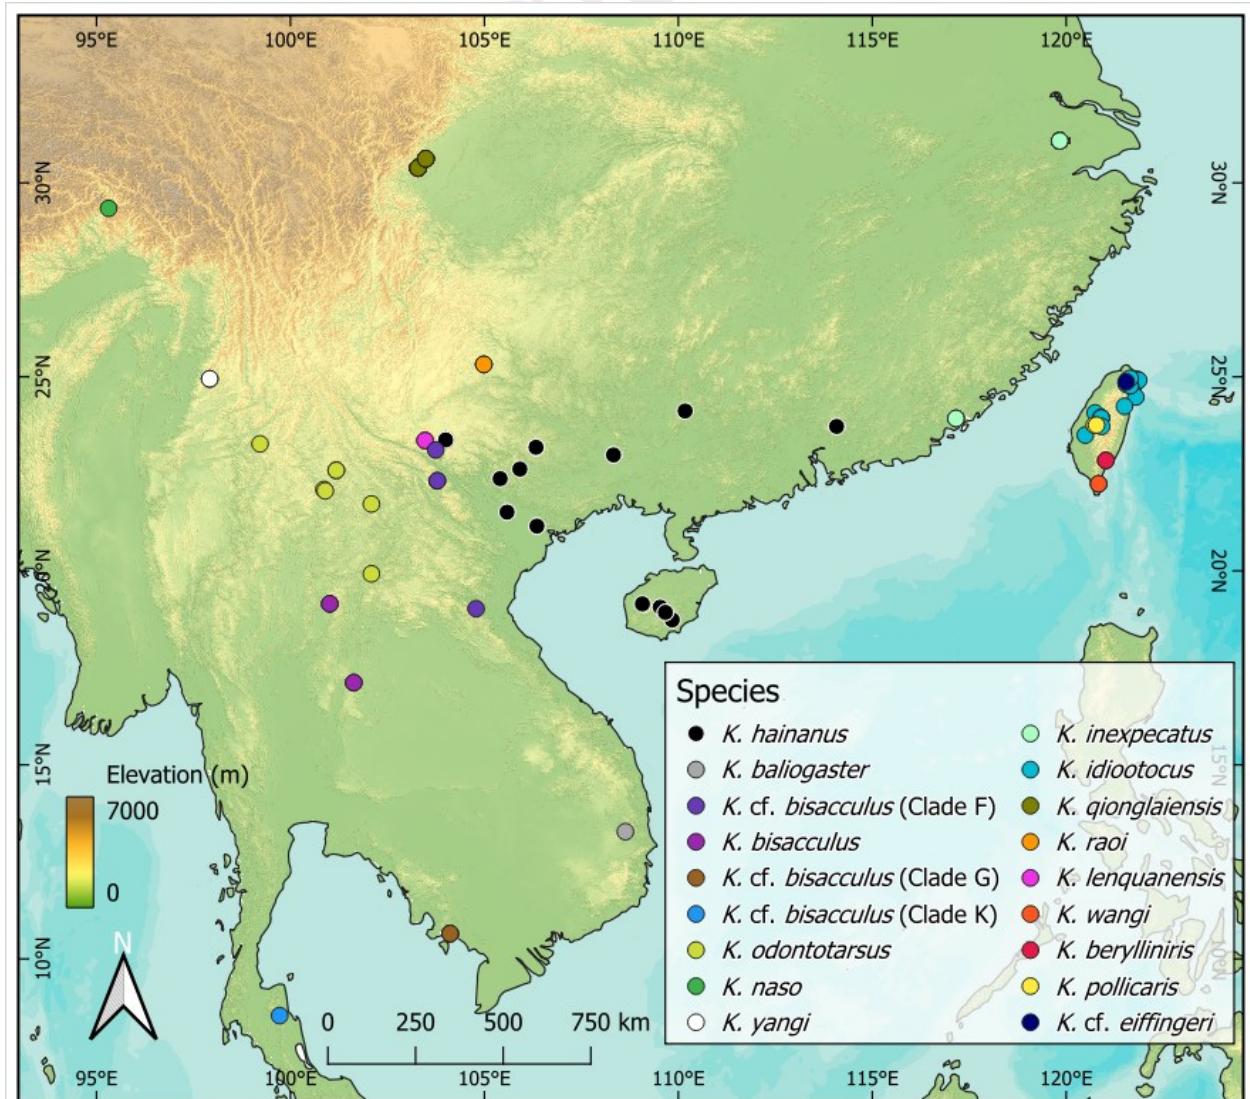 95°E 100°E 105°E 110°E 115°E 120°E
30°N 30°N
25°N 25°N
20°N 20°N
15°N 15°N
10°N 10°N
Species
K. hainanus
K. baliogaster
K. cf. bisacculus (Clade F)
K. bisacculus
K. cf. bisacculus (Clade G)
K. cf. bisacculus (Clade K)
K. odontotarsus
K. naso
K. yangi
K. inexpecatus
K. idiootocus
K. qionglaiensis
K. raoi
K. lenquanensis
K. wangi
K. berylliniris
K. pollicaris
K. cf. eiffingeri
Elevation (m)
7000
0
N
0 250 500 750 km
95°E 100°E 105°E 110°E 115°E 120°E